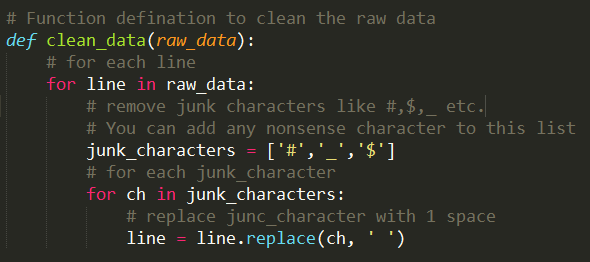 # Function defination to clean the raw data
def clean_data(raw_data):
    # for each line
    for line in raw_data:
        # remove junk characters like #,$,_ etc.
        # You can add any nonsense character to this list
        junk_characters = ['#','_','$']
        # for each junk_character
        for ch in junk_characters:
            # replace junc_character with 1 space
            line = line.replace(ch, ' ')